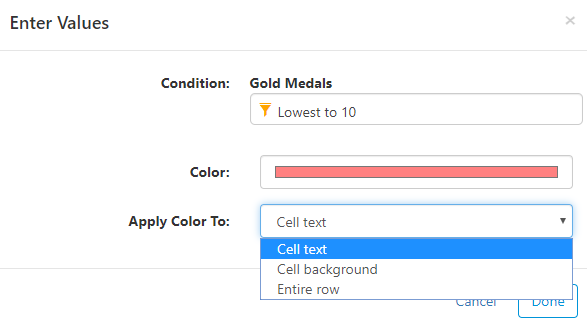 Enter Values ×
Condition: Gold Medals
Lowest to 10
Color:
Apply Color To: Cell text
Cell text
Cell background
Entire row
Cancel Done